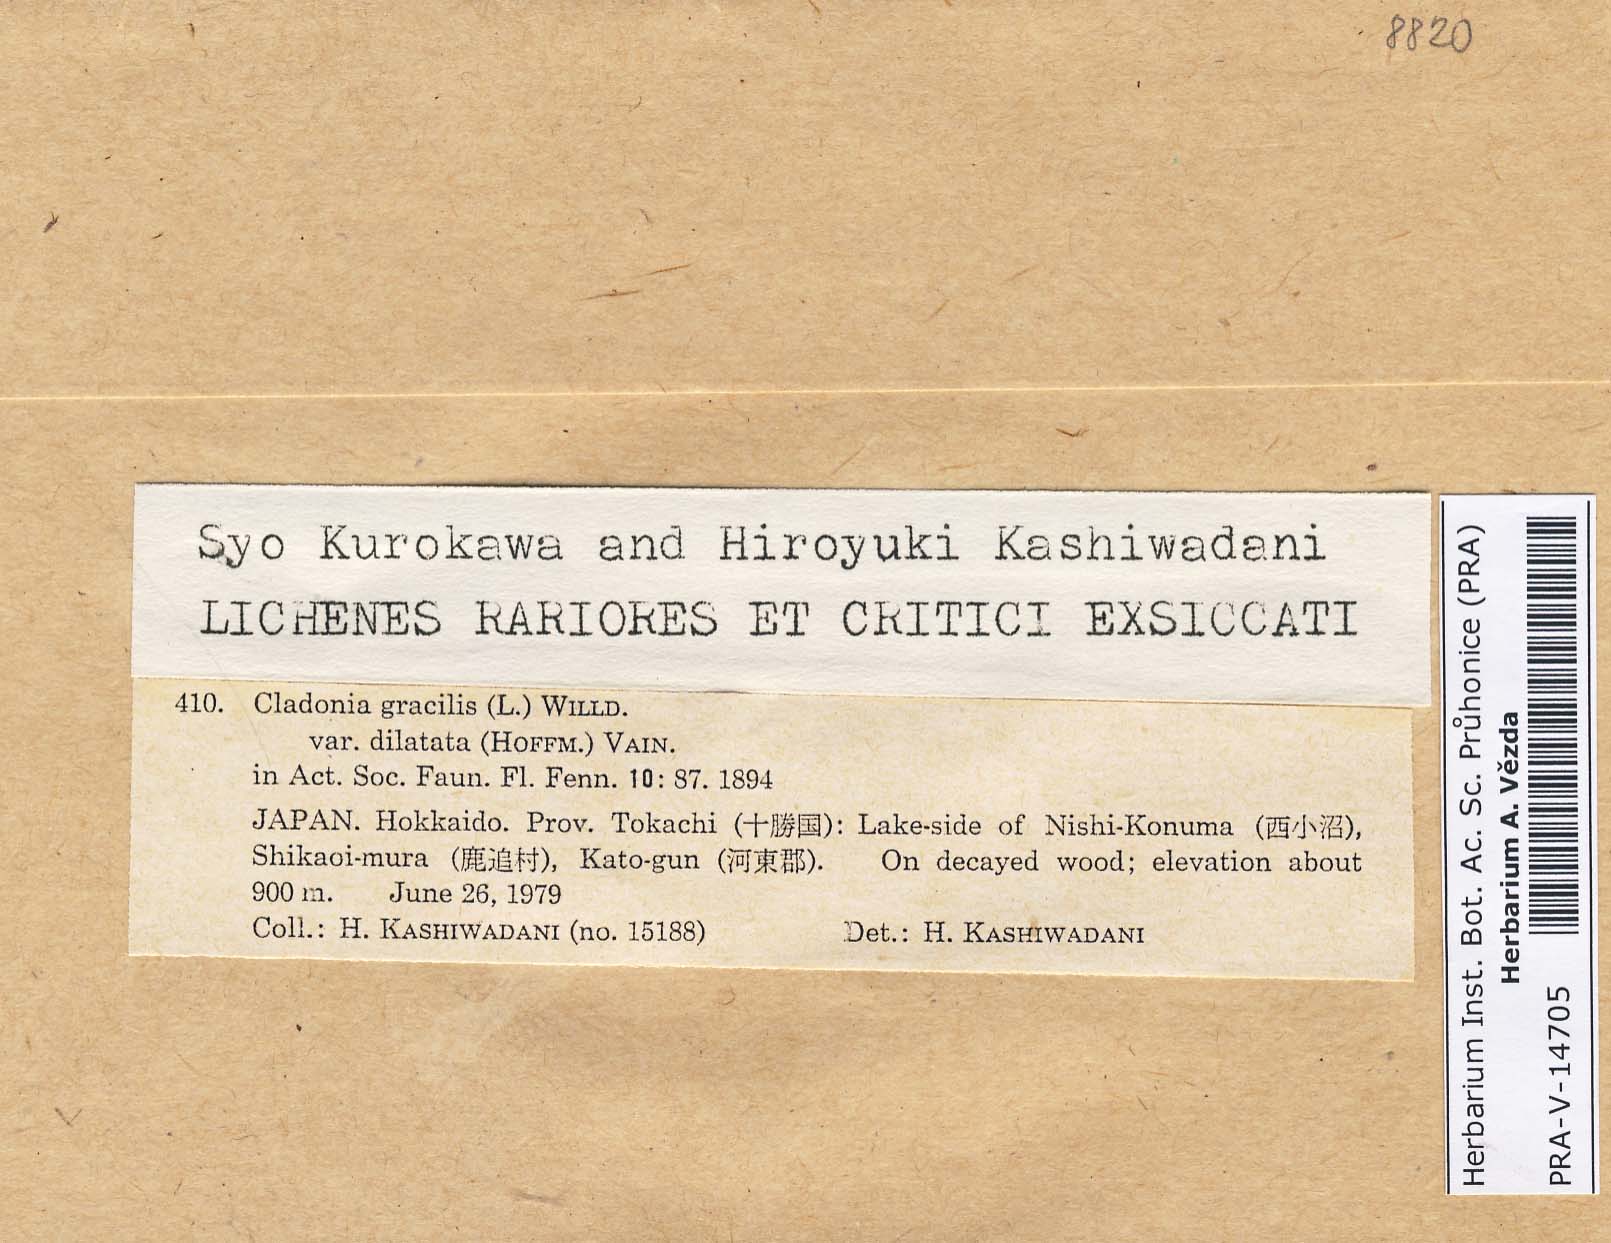 8820
Syo Kurokawa and Hiroyuki Kashiwadani
LICHENES RARIORES ET CRITICI EXSICCATI
410. Cladonia gracilis (L.) WILLD.
var. dilatata (HOFFM.) VAIN.
in Act. Soc. Faun. Fl. Fenn. 10: 87. 1894
JAPAN. Hokkaido. Prov. Tokachi (十勝国): Lake-side of Nishi-Konuma (西小沼),
Shikaoi-mura (鹿追村), Kato-gun (河東郡). On decayed wood; elevation about
900 m. June 26, 1979
Coll.: H. KASHIWADANI (no. 15188) Det.: H. KASHIWADANI
Herbarium Inst. Bot. Ac. Sc. Průhonice (PRA)
Herbarium A. Vězda
PRA-V-14705